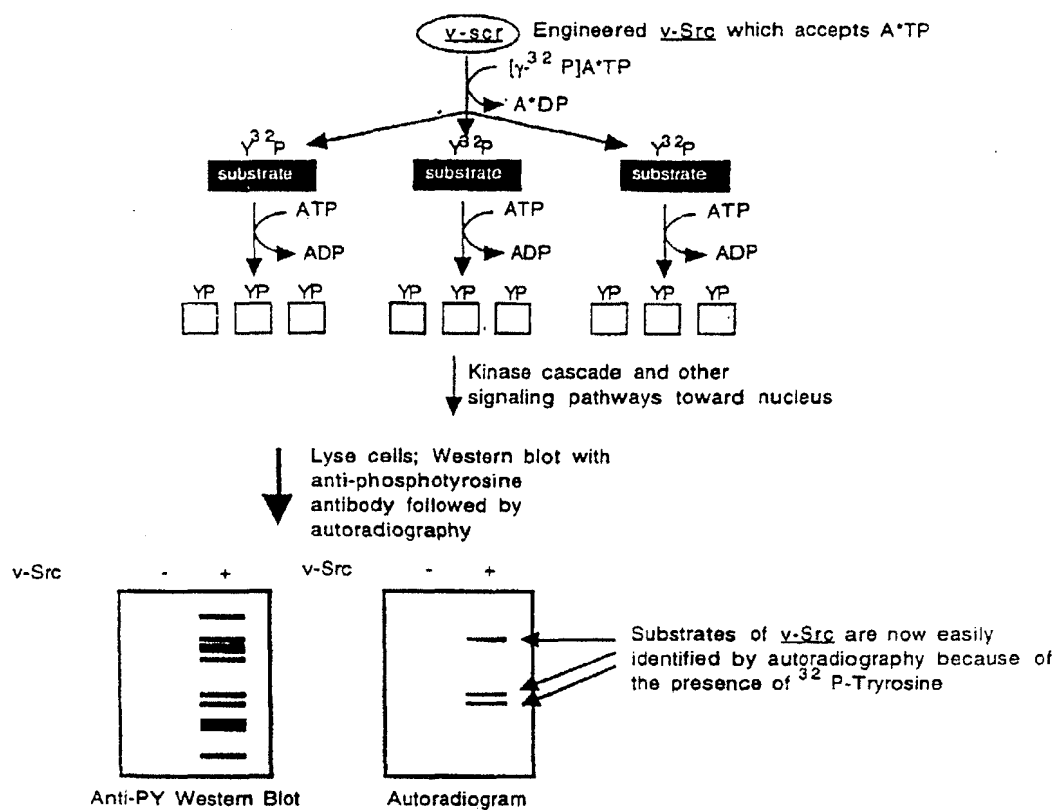 v-scr
Engineered v-Src which accepts A*TP
[γ-³² P]A*TP
A*DP
Y³²P Y³²P Y³²P
substrate substrate substrate
ATP ATP ATP
ADP ADP ADP
YP YP YP YP YP YP YP YP YP
Kinase cascade and other
signaling pathways toward nucleus
Lyse cells; Western blot with
anti-phosphotyrosine
antibody followed by
autoradiography
v-Src - + v-Src - +
Substrates of v-Src are now easily
identified by autoradiography because of
the presence of ³² P-Tryrosine
Anti-PY Western Blot Autoradiogram